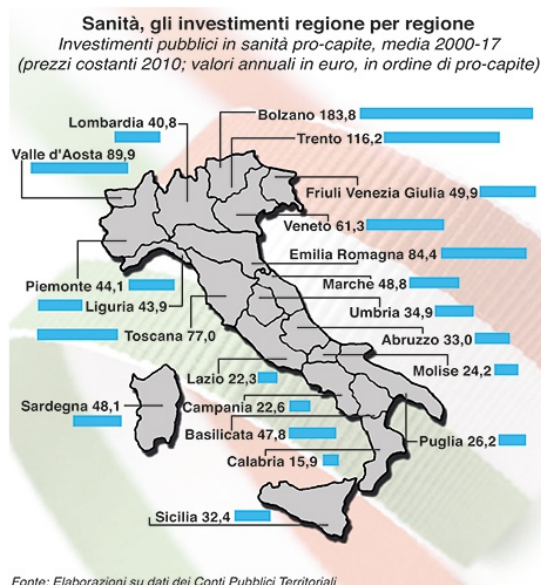 Sanità, gli investimenti regione per regione
Investimenti pubblici in sanità pro-capite, media 2000-17
(prezzi costanti 2010; valori annuali in euro, in ordine di pro-capite)
Bolzano 183,8
Lombardia 40,8
Trento 116,2
Valle d'Aosta 89,9
Friuli Venezia Giulia 49,9
Veneto 61,3
Emilia Romagna 84,4
Piemonte 44,1
Marche 48,8
Liguria 43,9
Umbria 34,9
Toscana 77,0
Abruzzo 33,0
Molise 24,2
Lazio 22,3
Sardegna 48,1
Campania 22,6
Basilicata 47,8
Puglia 26,2
Calabria 15,9
Sicilia 32,4
Fonte: Elaborazioni su dati dei Conti Pubblici Territoriali